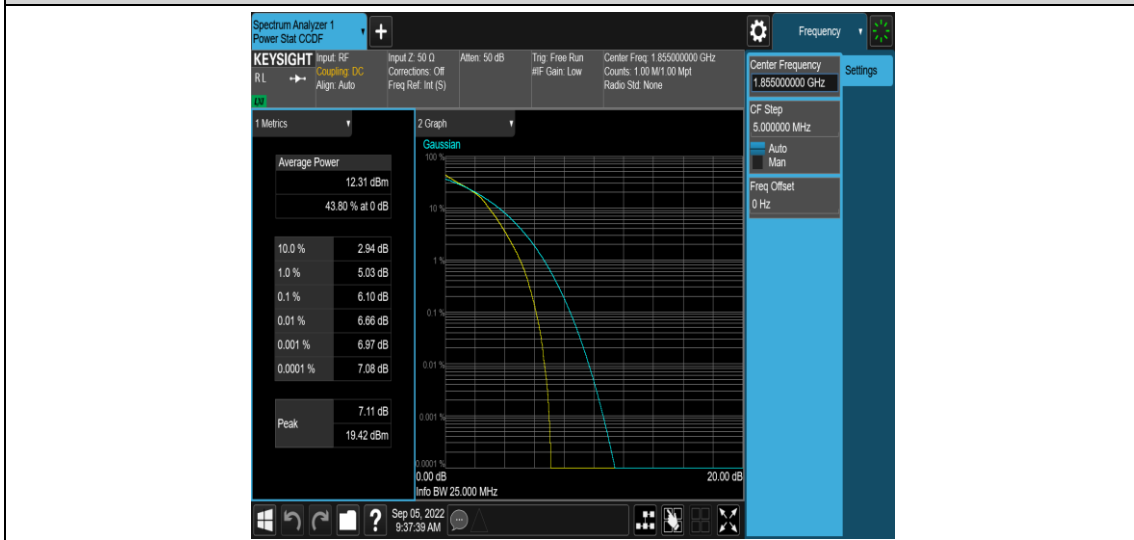 Spectrum Analyzer 1
Power Stat CCDF
+
Frequency
KEYSIGHT
RL
Input: RF
Coupling: DC
Align: Auto
Input Z: 50 Ω
Corrections: Off
Freq Ref: Int (S)
Atten: 50 dB
Trig: Free Run
#IF Gain: Low
Center Freq: 1.855000000 GHz
Counts: 1.00 M/1.00 Mpt
Radio Std: None
Center Frequency
1.855000000 GHz
Settings
CF Step
5.000000 MHz
Auto
Man
Freq Offset
0 Hz
1 Metrics
Average Power
12.31 dBm
43.80 % at 0 dB
10.0 % 2.94 dB
1.0 % 5.03 dB
0.1 % 6.10 dB
0.01 % 6.66 dB
0.001 % 6.97 dB
0.0001 % 7.08 dB
Peak
7.11 dB
19.42 dBm
2 Graph
Gaussian
100 %
10 %
1 %
0.1 %
0.01 %
0.001 %
0.0001 %
0.00 dB 20.00 dB
Info BW 25.000 MHz
?
Sep 05, 2022
9:37:39 AM